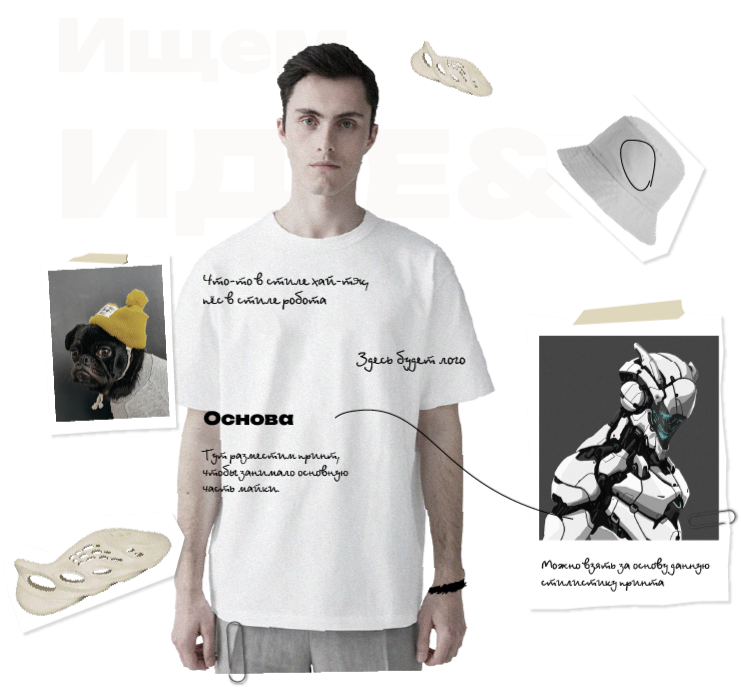 Ищем
ИДЕ&
Что-то в стиле хай-тэк,
пёс в стиле робота
Здесь будет лого
Основа
Тут разместим принт,
чтобы занимало основную
часть майки.
Можно взять за основу данную
стилистику принта